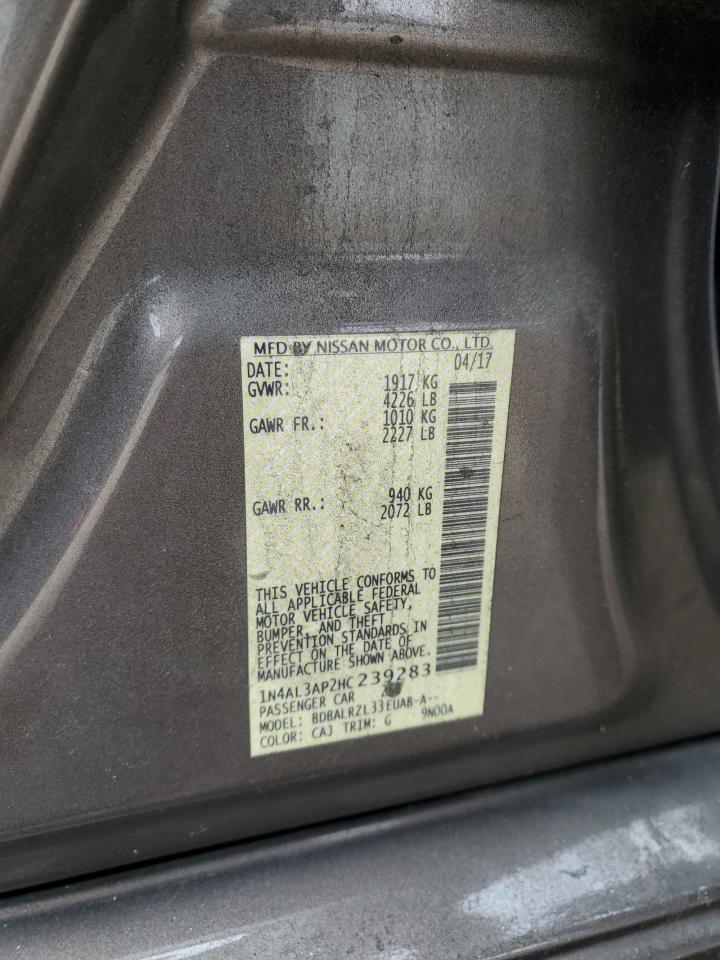 MFD BY NISSAN MOTOR CO., LTD.
DATE: 04/17
GVWR: 1917 KG
4226 LB
GAWR FR.: 1010 KG
2227 LB
GAWR RR.: 940 KG
2072 LB
THIS VEHICLE CONFORMS TO
ALL APPLICABLE FEDERAL
MOTOR VEHICLE SAFETY,
BUMPER, AND THEFT
PREVENTION STANDARDS IN
EFFECT ON THE DATE OF
MANUFACTURE SHOWN ABOVE.
1N4AL3AP2HC239283
PASSENGER CAR
MODEL: BDBALRZL33EUAB-A--
COLOR: CAJ TRIM: G 9N00A